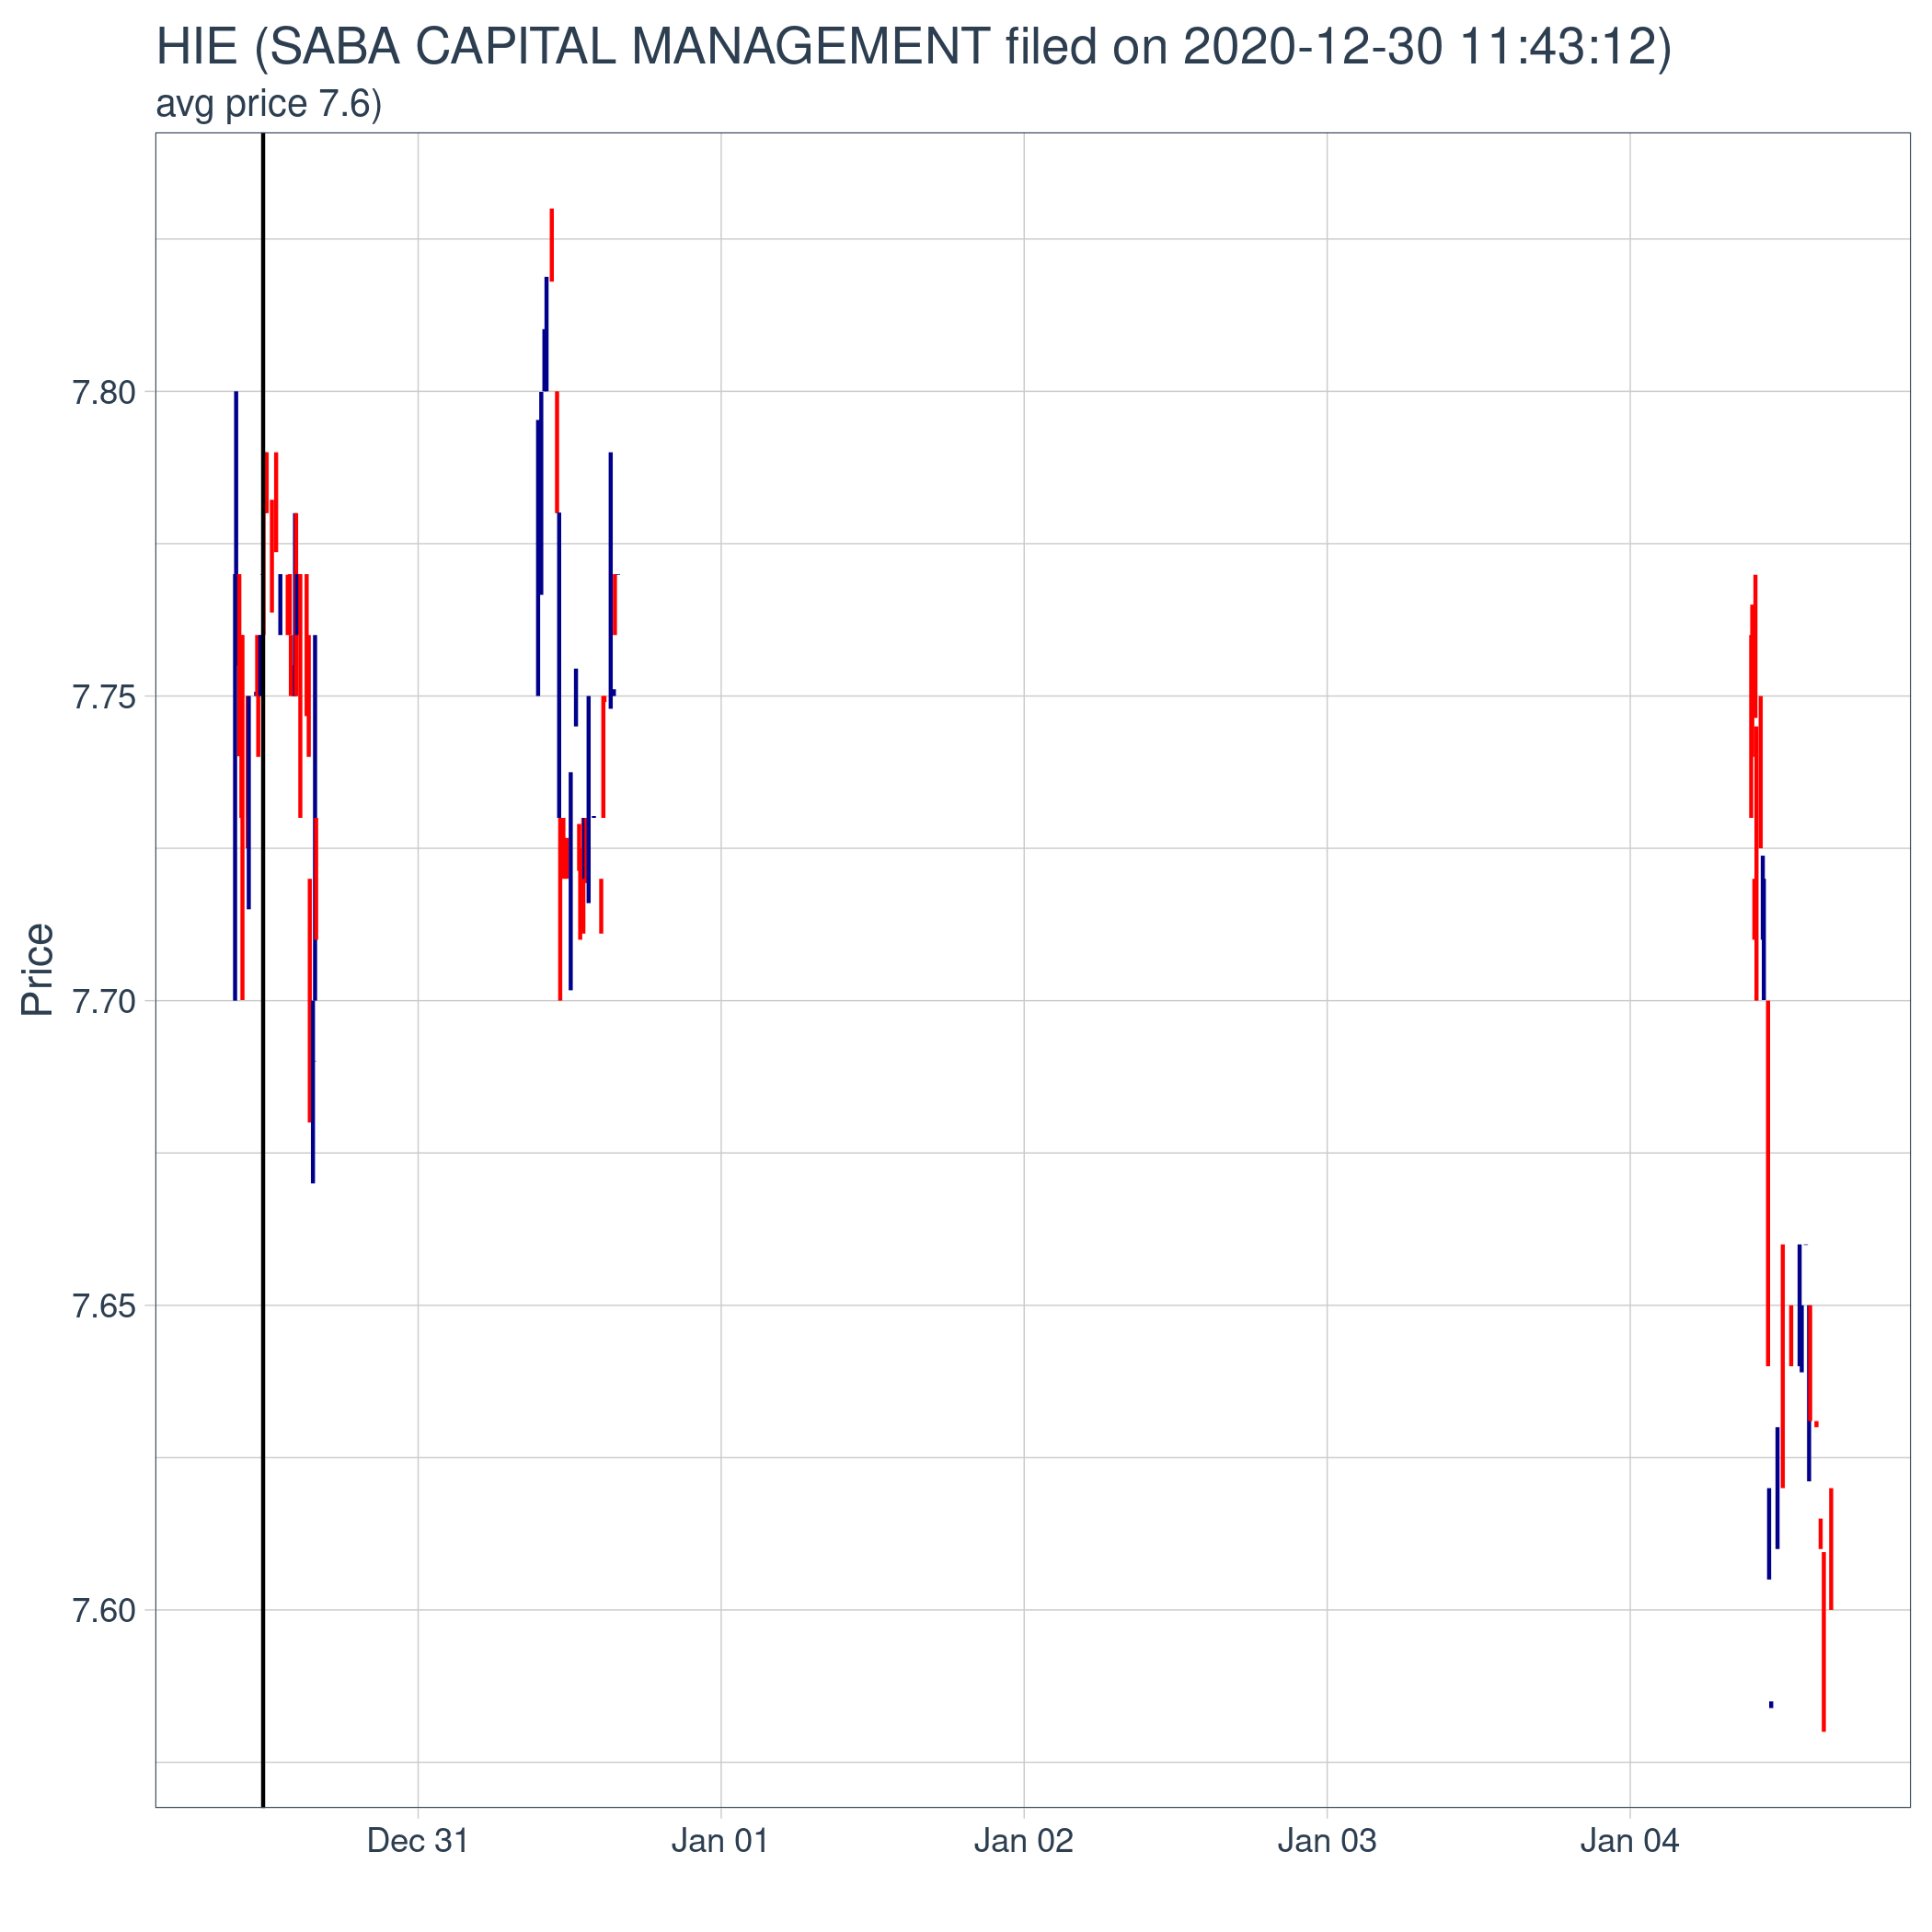 HIE (SABA CAPITAL MANAGEMENT filed on 2020-12-30 11:43:12)
avg price 7.6)
7.80
7.75
7.70
7.65
7.60
Price
Dec 31 Jan 01 Jan 02 Jan 03 Jan 04